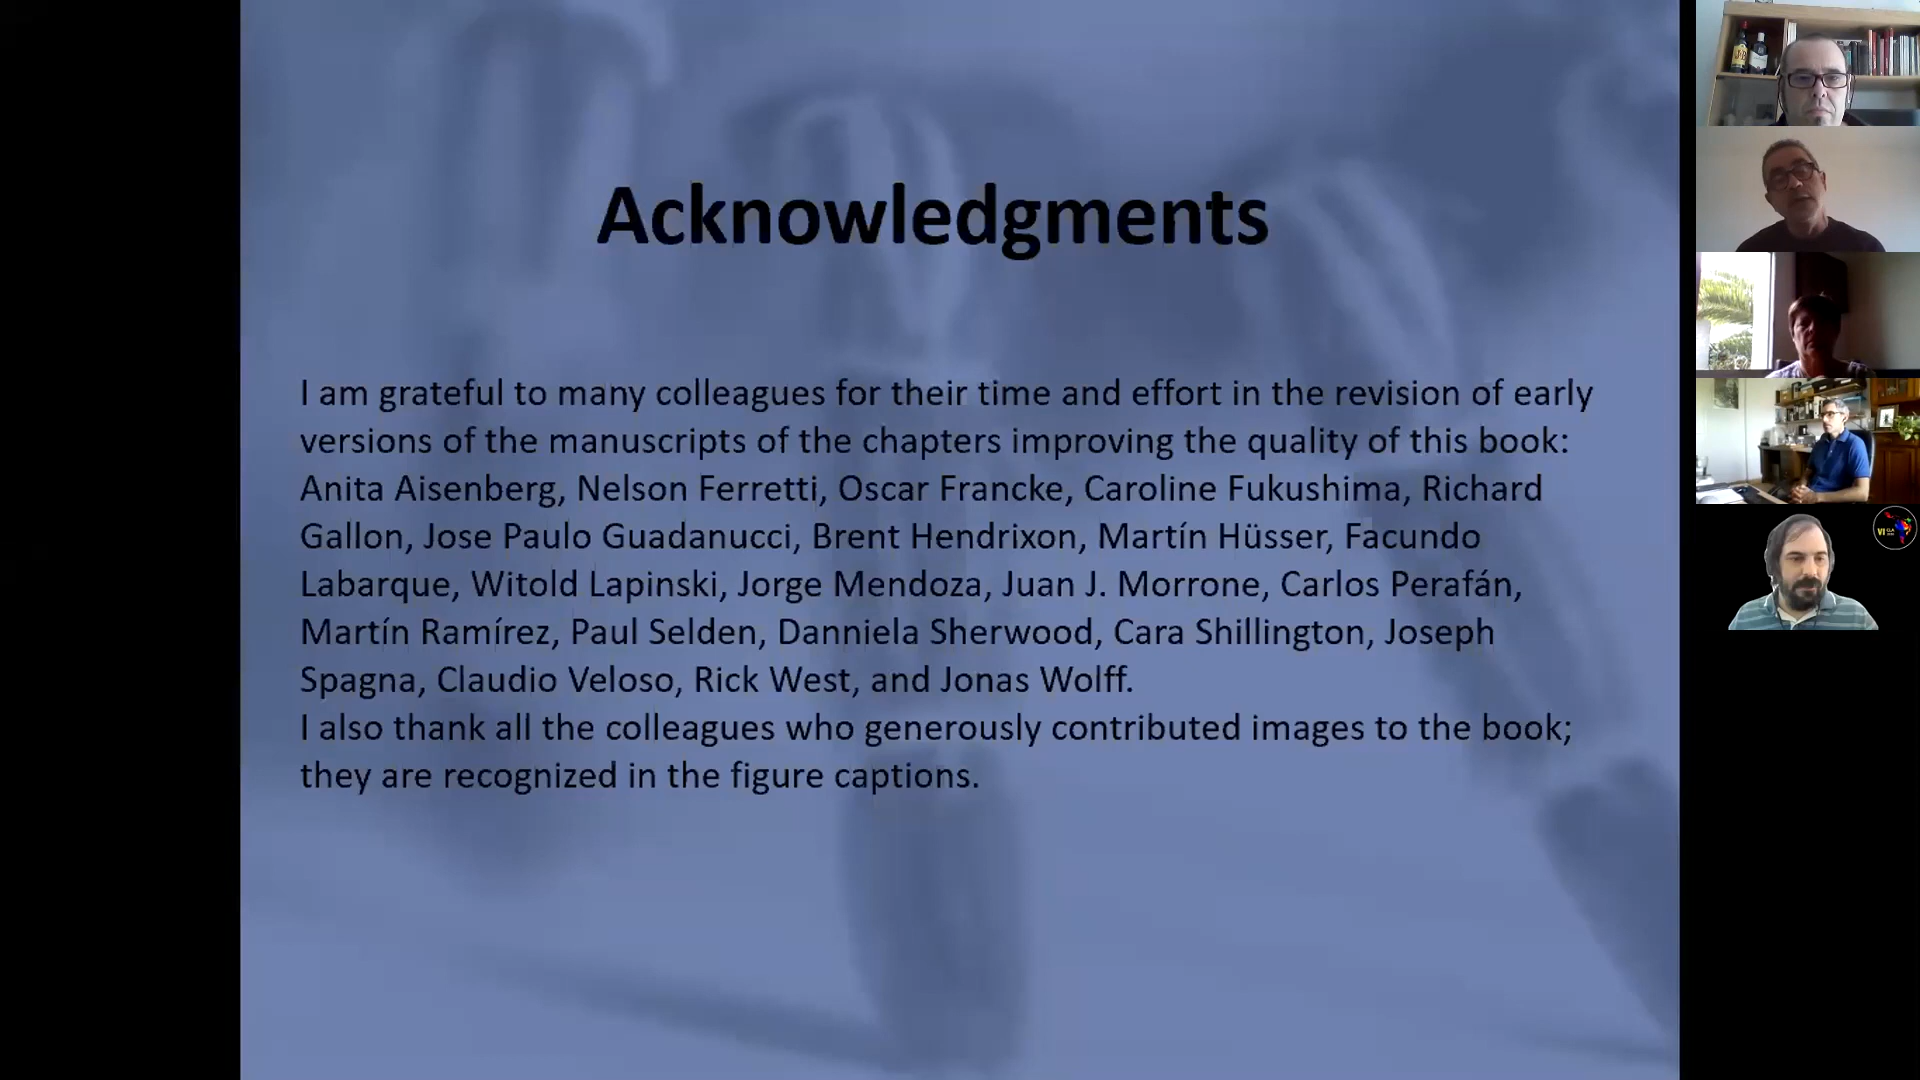 Acknowledgments
I am grateful to many colleagues for their time and effort in the revision of early
versions of the manuscripts of the chapters improving the quality of this book:
Anita Aisenberg, Nelson Ferretti, Oscar Francke, Caroline Fukushima, Richard
Gallon, Jose Paulo Guadanucci, Brent Hendrixon, Martín Hüsser, Facundo
Labarque, Witold Lapinski, Jorge Mendoza, Juan J. Morrone, Carlos Perafán,
Martín Ramírez, Paul Selden, Danniela Sherwood, Cara Shillington, Joseph
Spagna, Claudio Veloso, Rick West, and Jonas Wolff.
I also thank all the colleagues who generously contributed images to the book;
they are recognized in the figure captions.
VI